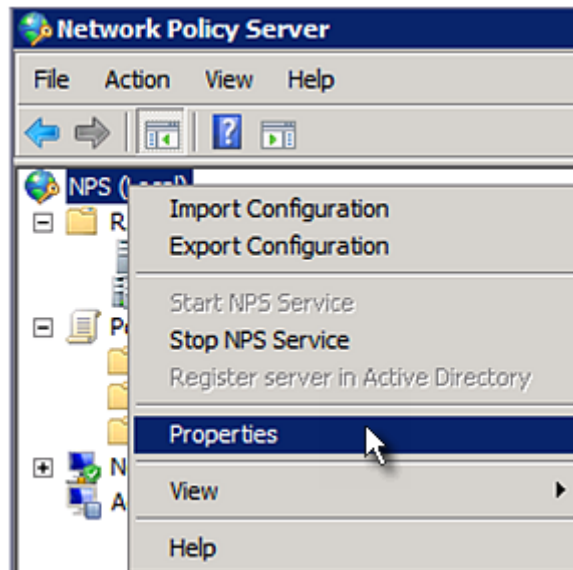 Network Policy Server
File Action View Help
NPS (Local)
Import Configuration
Export Configuration
Start NPS Service
Stop NPS Service
Register server in Active Directory
Properties
View
Help